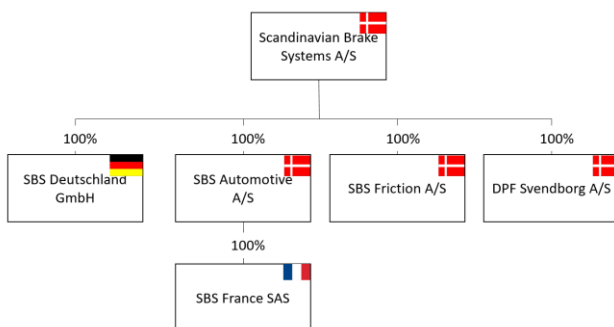 Scandinavian Brake
Systems A/S
100%
100%
100%
100%
SBS Deutschland
GmbH
SBS Automotive
A/S
SBS Friction A/S
DPF Svendborg A/S
100%
SBS France SAS